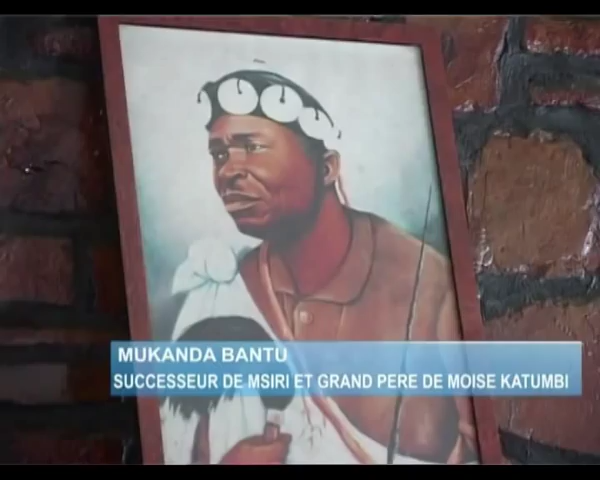 MUKANDA BANTU
SUCCESSEUR DE MSIRI ET GRAND PERE DE MOISE KATUMBI